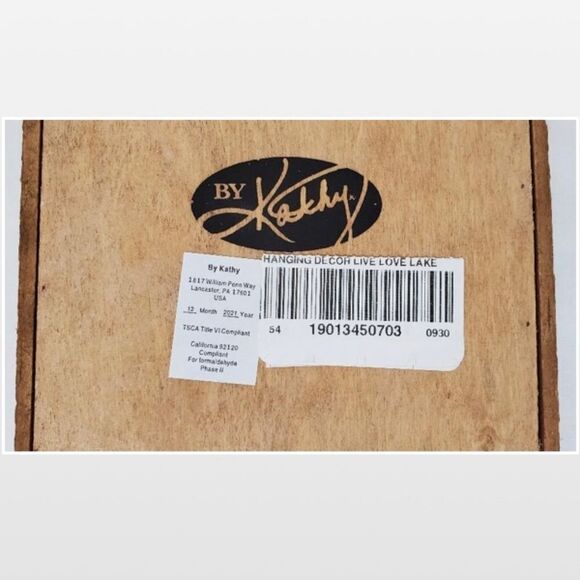 BY Kathy
HANGING DECOR LIVE LOVE LAKE
54 19013450703 0930
By Kathy
1817 William Penn Way
Lancaster, PA 17601
USA
12 Month 2021 Year
TSCA Title VI Compliant
California 93120
Compliant
For formaldehyde
Phase II